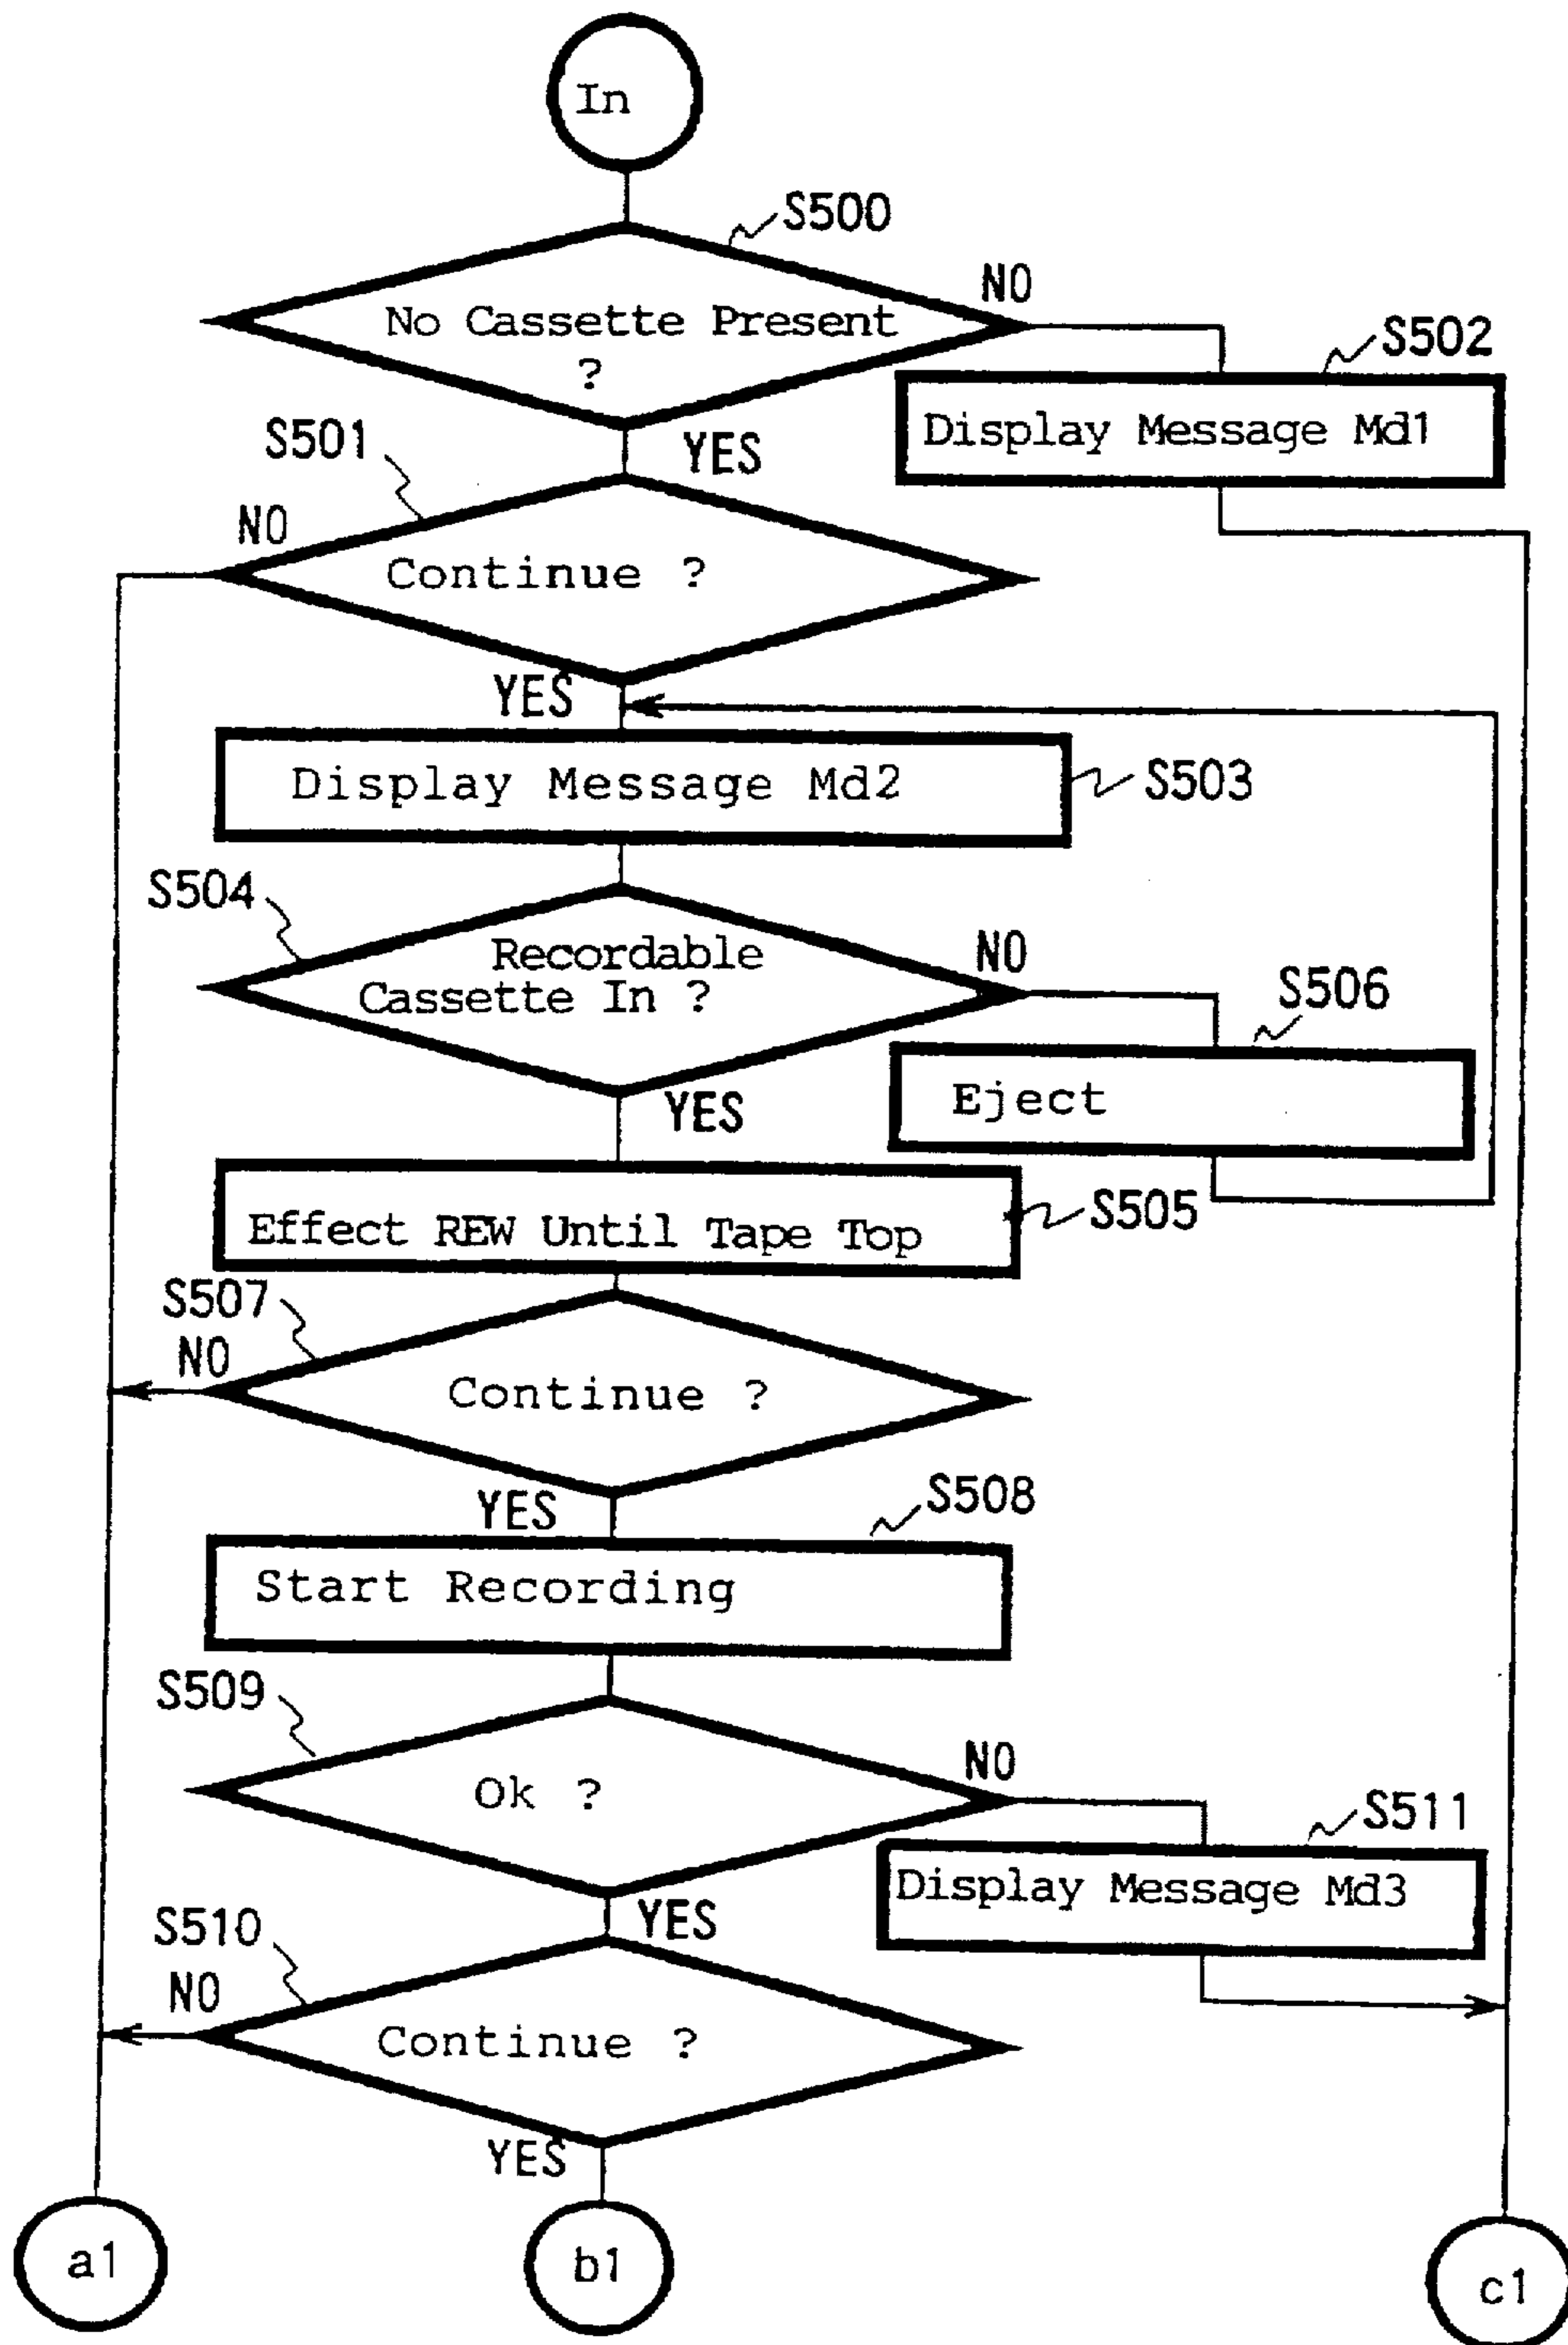 In
S500
NO
No Cassette Present
?
S502
Display Message Md1
S501
YES
NO
Continue ?
YES
Display Message Md2
S503
S504
Recordable
Cassette In ?
NO
S506
Eject
YES
Effect REW Until Tape Top
S505
S507
NO
Continue ?
YES
S508
Start Recording
S509
Ok ?
NO
S511
Display Message Md3
YES
S510
NO
Continue ?
YES
a1
b1
c1